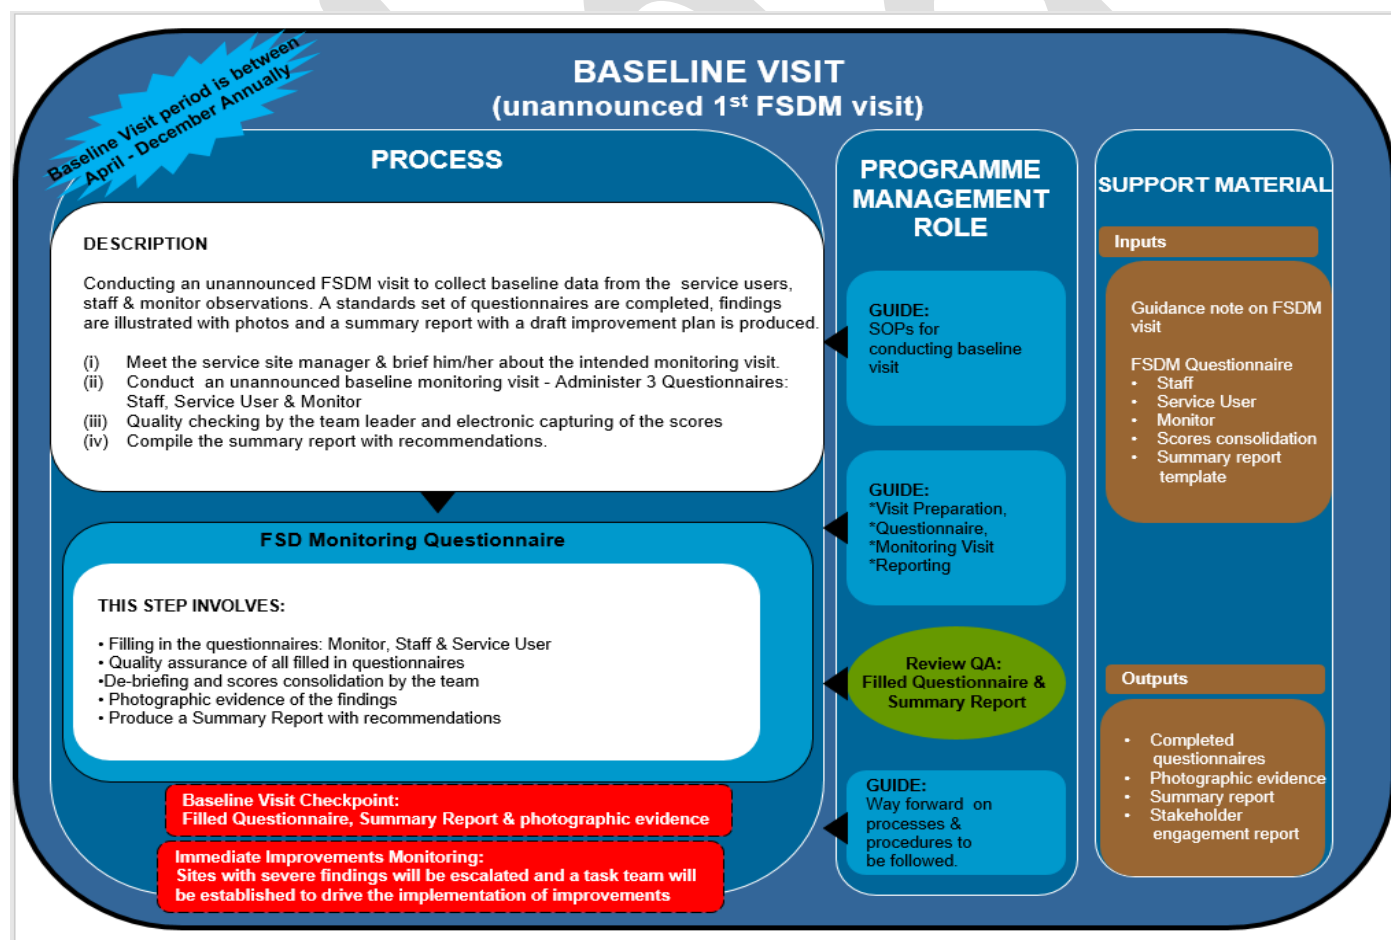 Baseline Visit period is between
April - December Annually
BASELINE VISIT
(unannounced 1st FSDM visit)
PROCESS
DESCRIPTION
Conducting an unannounced FSDM visit to collect baseline data from the service users,
staff & monitor observations. A standards set of questionnaires are completed, findings
are illustrated with photos and a summary report with a draft improvement plan is produced.
(i) Meet the service site manager & brief him/her about the intended monitoring visit.
(ii) Conduct an unannounced baseline monitoring visit - Administer 3 Questionnaires:
Staff, Service User & Monitor
(iii) Quality checking by the team leader and electronic capturing of the scores
(iv) Compile the summary report with recommendations.
FSD Monitoring Questionnaire
THIS STEP INVOLVES:
• Filling in the questionnaires: Monitor, Staff & Service User
• Quality assurance of all filled in questionnaires
•De-briefing and scores consolidation by the team
• Photographic evidence of the findings
• Produce a Summary Report with recommendations
Baseline Visit Checkpoint:
Filled Questionnaire, Summary Report & photographic evidence
Immediate Improvements Monitoring:
Sites with severe findings will be escalated and a task team will
be established to drive the implementation of improvements
PROGRAMME
MANAGEMENT
ROLE
GUIDE:
SOPs for
conducting baseline
visit
GUIDE:
*Visit Preparation,
*Questionnaire,
*Monitoring Visit
*Reporting
Review QA:
Filled Questionnaire &
Summary Report
GUIDE:
Way forward on
processes &
procedures to
be followed.
SUPPORT MATERIAL
Inputs
Guidance note on FSDM
visit
FSDM Questionnaire
• Staff
• Service User
• Monitor
• Scores consolidation
• Summary report
template
Outputs
• Completed
questionnaires
• Photographic evidence
• Summary report
• Stakeholder
engagement report